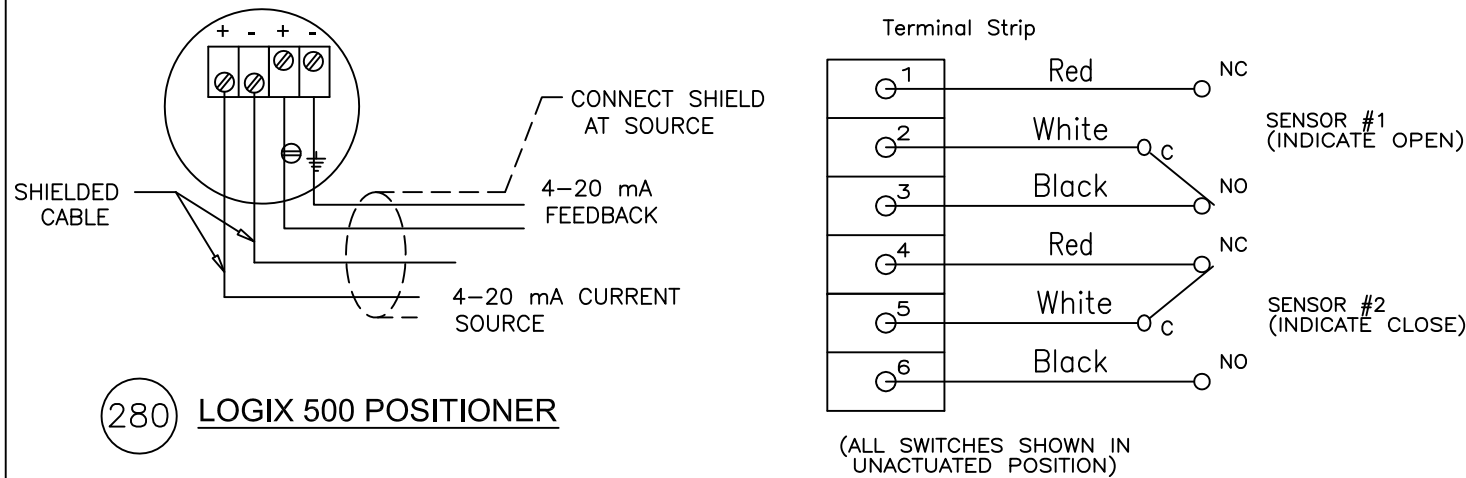 + - + -
CONNECT SHIELD
AT SOURCE
SHIELDED
CABLE
4-20 mA
FEEDBACK
4-20 mA CURRENT
SOURCE
280
LOGIX 500 POSITIONER
Terminal Strip
1
Red
NC
2
White
C
SENSOR #1
(INDICATE OPEN)
3
Black
NO
4
Red
NC
5
White
C
SENSOR #2
(INDICATE CLOSE)
6
Black
NO
(ALL SWITCHES SHOWN IN
UNACTUATED POSITION)